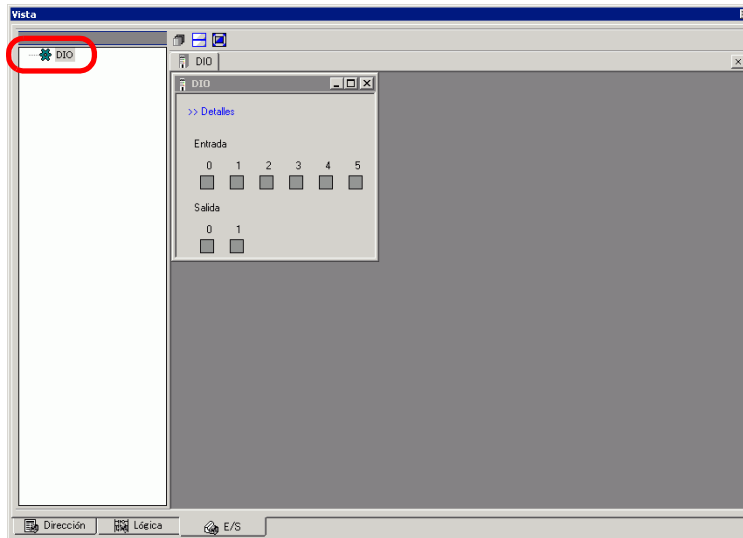 Vista
DIO
DIO
DIO
>> Detalles
Entrada
0 1 2 3 4 5
Salida
0 1
Dirección Lógica E/S